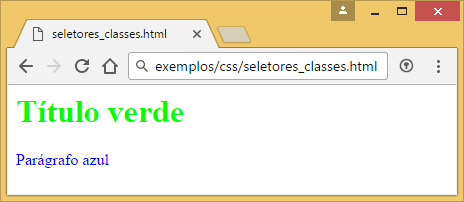 seletores_classes.html
exemplos/css/seletores_classes.html
Título verde
Parágrafo azul